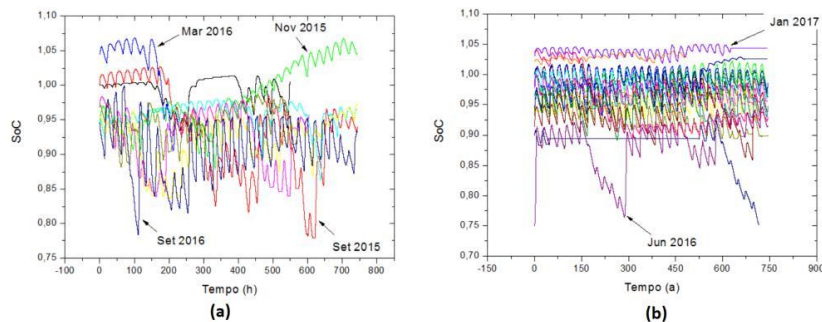 Mar 2016
Nov 2015
1,10
1,05
1,00
0,95
0,90
0,85
0,80
0,75
SoC
Set 2016
Set 2015
-100 0 100 200 300 400 500 600 700 800
Tempo (h)
(a)
Jan 2017
1,10
1,05
1,00
0,95
0,90
0,85
0,80
0,75
0,70
SoC
Jun 2016
-150 0 150 300 450 600 750 900
Tempo (a)
(b)